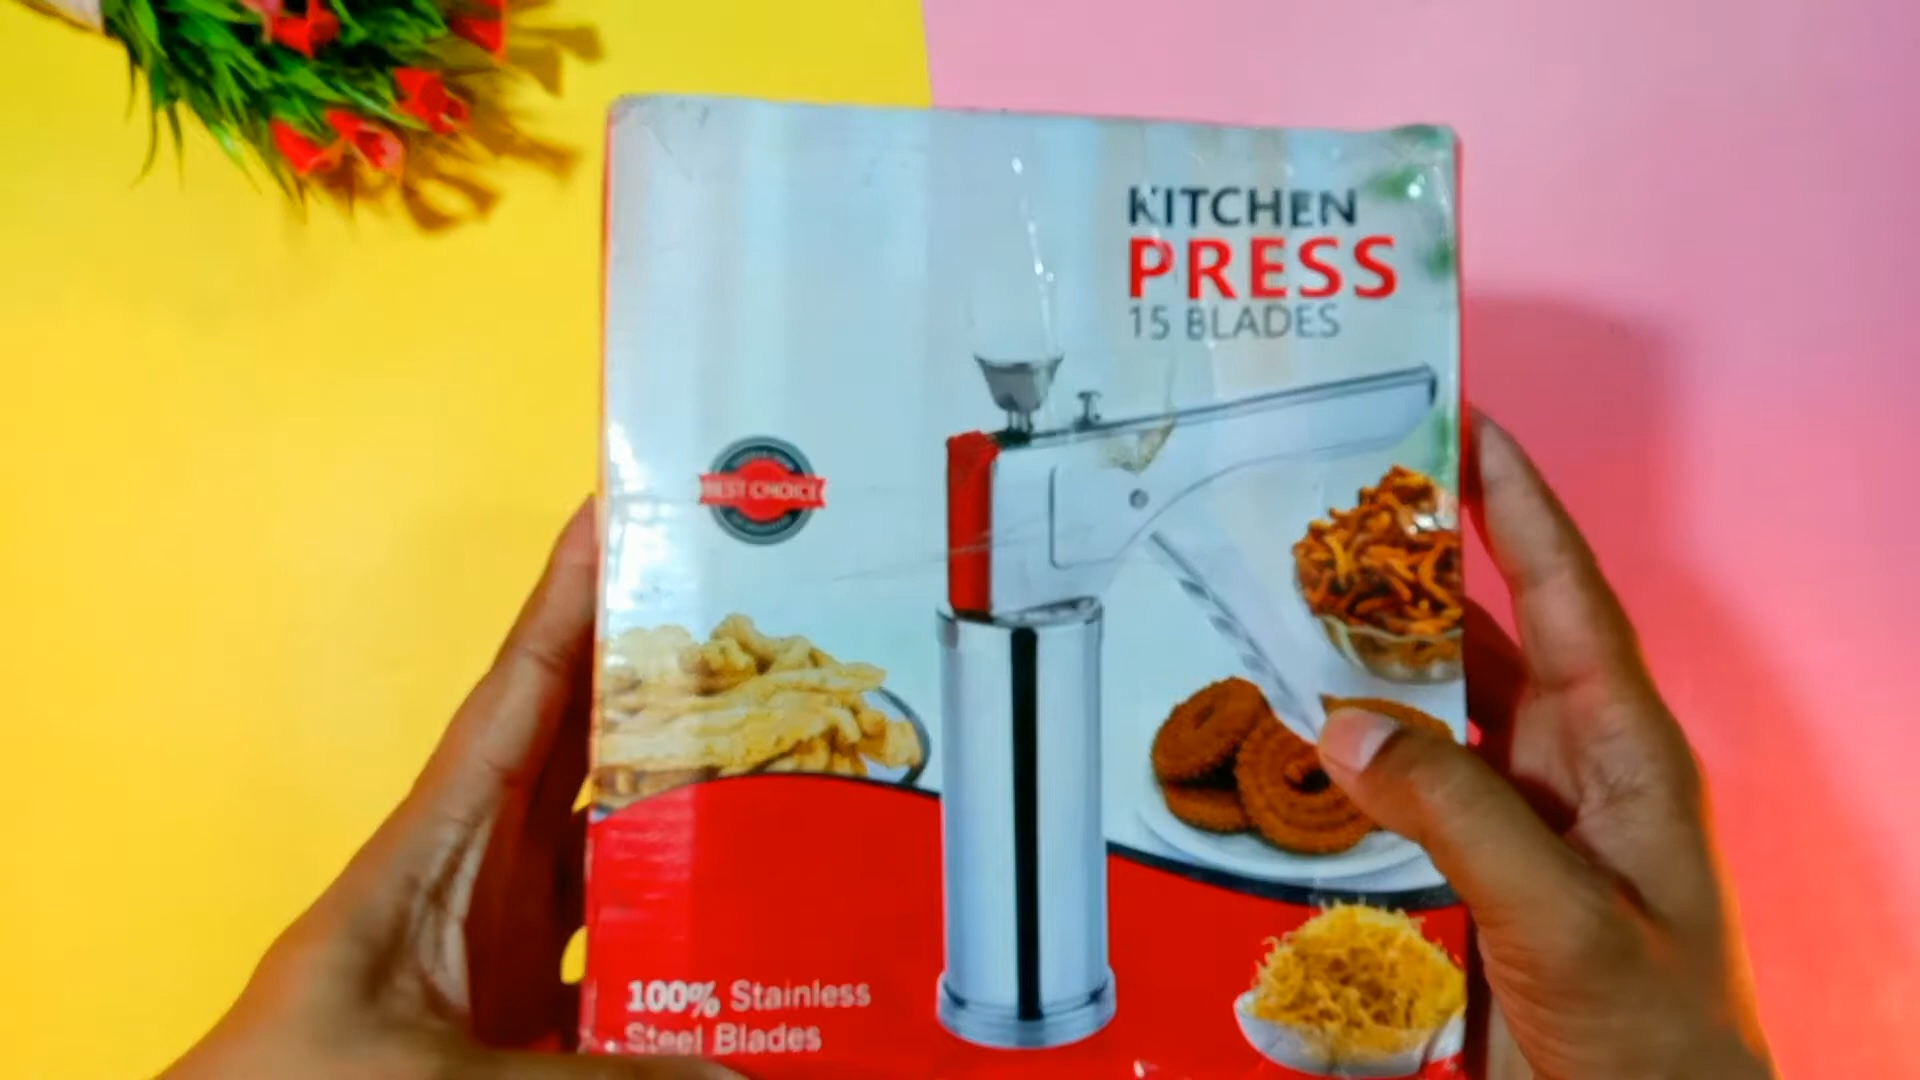 KITCHEN
PRESS
15 BLADES
BEST CHOICE
100% Stainless
Steel Blades